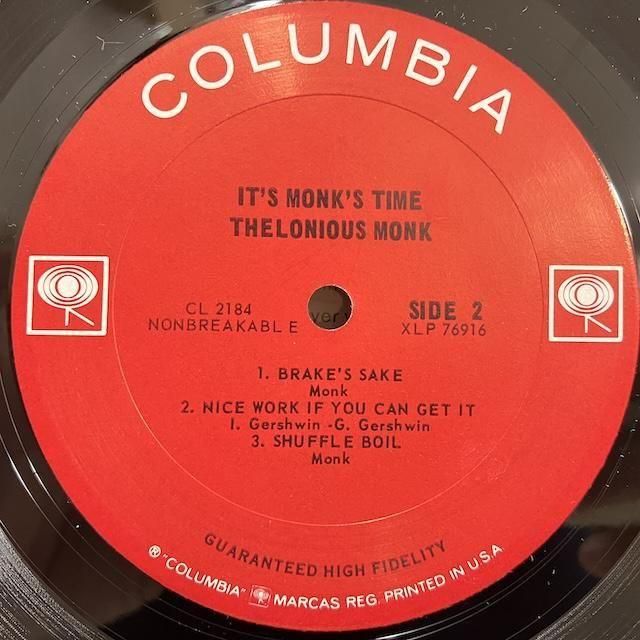 COLUMBIA
IT'S MONK'S TIME
THELONIOUS MONK
CL 2184
NONBREAKABLE
SIDE 2
XLP 76916
1. BRAKE'S SAKE
Monk
2. NICE WORK IF YOU CAN GET IT
I. Gershwin -G. Gershwin
3. SHUFFLE BOIL
Monk
GUARANTEED HIGH FIDELITY
® "COLUMBIA" MARCAS REG. PRINTED IN U.S.A.